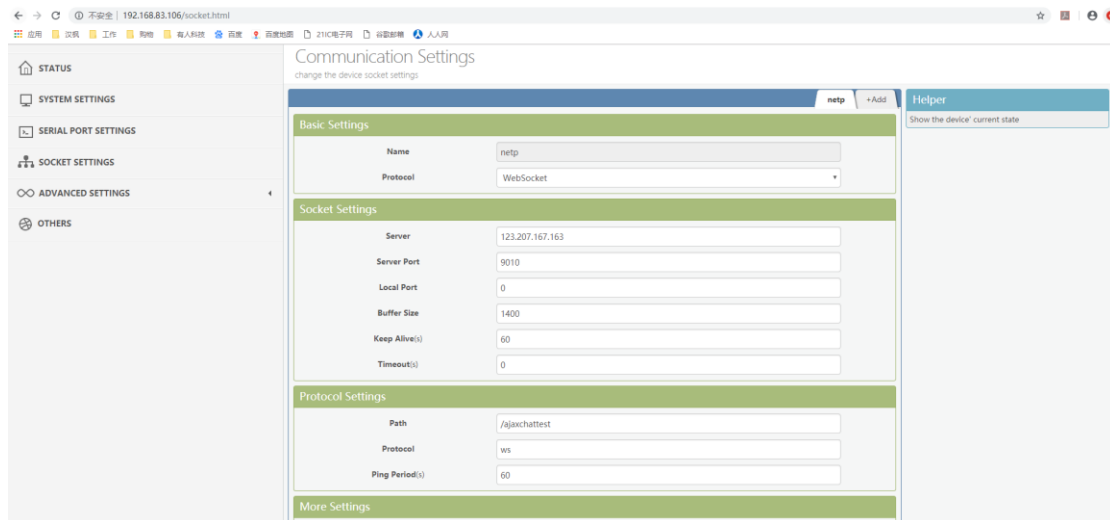 不安全 | 192.168.83.106/socket.html
应用 汉枫 工作 购物 有人科技 百度 百度地图 21IC电子网 谷歌邮箱 人人网
STATUS
SYSTEM SETTINGS
SERIAL PORT SETTINGS
SOCKET SETTINGS
ADVANCED SETTINGS
OTHERS
Communication Settings
change the device socket settings
netp +Add
Basic Settings
Name netp
Protocol WebSocket
Socket Settings
Server 123.207.167.163
Server Port 9010
Local Port 0
Buffer Size 1400
Keep Alive(s) 60
Timeout(s) 0
Protocol Settings
Path /ajaxchattest
Protocol ws
Ping Period(s) 60
More Settings
Helper
Show the device' current state